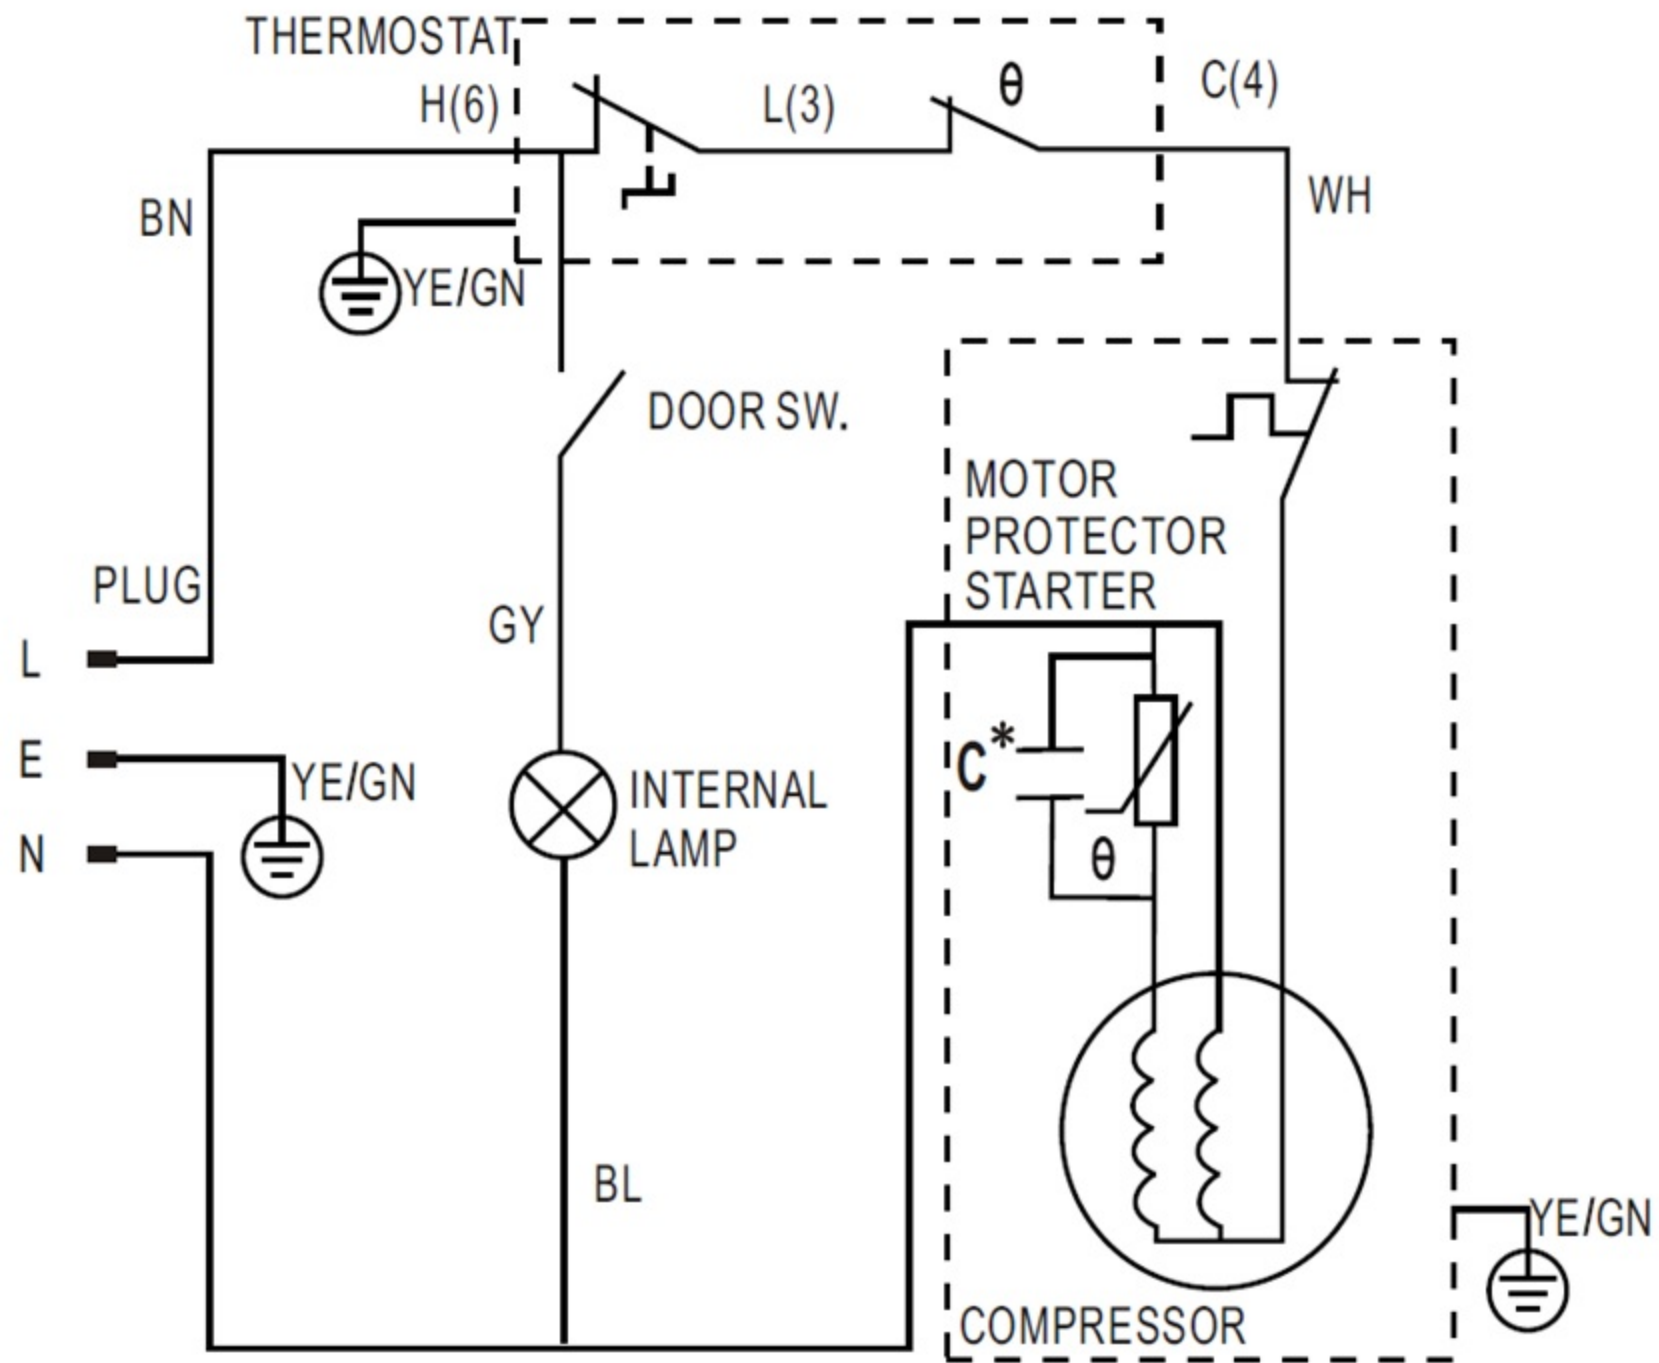 THERMOSTAT
H(6)
L(3)
θ
C(4)
BN
WH
YE/GN
DOOR SW.
MOTOR
PROTECTOR
STARTER
PLUG
GY
L
E
YE/GN
C*
INTERNAL
LAMP
N
θ
BL
YE/GN
COMPRESSOR